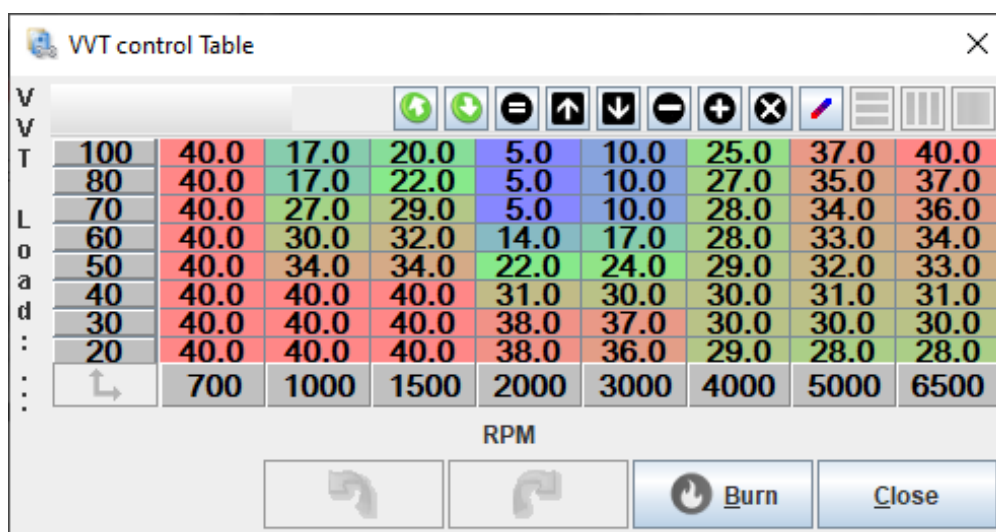 VVT control Table
VVT Load:
100 40.0 17.0 20.0 5.0 10.0 25.0 37.0 40.0
80 40.0 17.0 22.0 5.0 10.0 27.0 35.0 37.0
70 40.0 27.0 29.0 5.0 10.0 28.0 34.0 36.0
60 40.0 30.0 32.0 14.0 17.0 28.0 33.0 34.0
50 40.0 34.0 34.0 22.0 24.0 29.0 32.0 33.0
40 40.0 40.0 40.0 31.0 30.0 30.0 31.0 31.0
30 40.0 40.0 40.0 38.0 37.0 30.0 30.0 30.0
20 40.0 40.0 40.0 38.0 36.0 29.0 28.0 28.0
700 1000 1500 2000 3000 4000 5000 6500
RPM
Burn Close